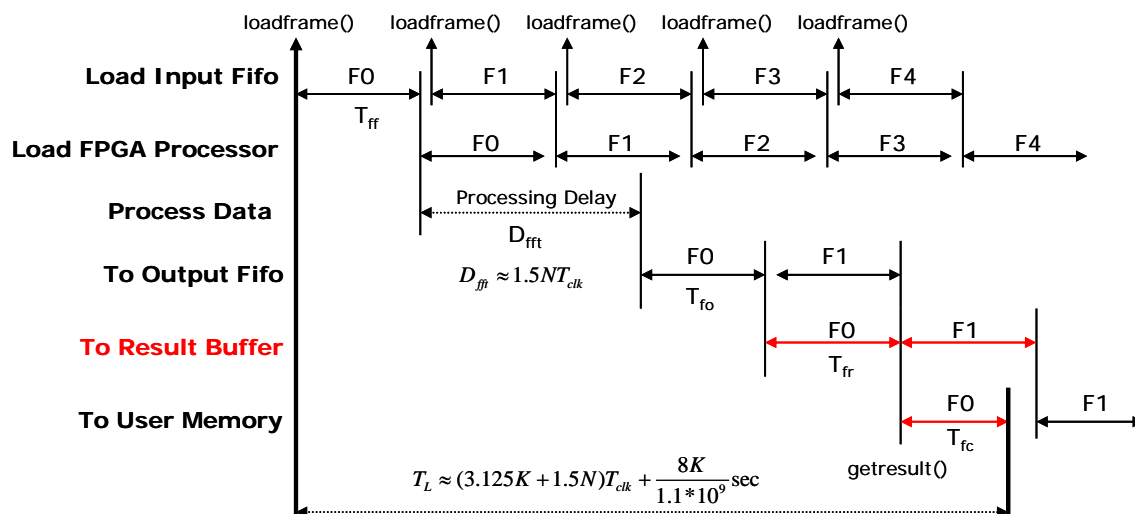 loadframe() loadframe() loadframe() loadframe() loadframe()
Load Input Fifo F0 F1 F2 F3 F4
T_ff
Load FPGA Processor F0 F1 F2 F3 F4
Process Data Processing Delay
D_fft
To Output Fifo F0 F1
D_fft ≈ 1.5NT_clk T_fo
To Result Buffer F0 F1
T_fr
To User Memory F0 F1
T_fc
getresult()
T_L ≈ (3.125K + 1.5N)T_clk + 8K / 1.1*10^9 sec